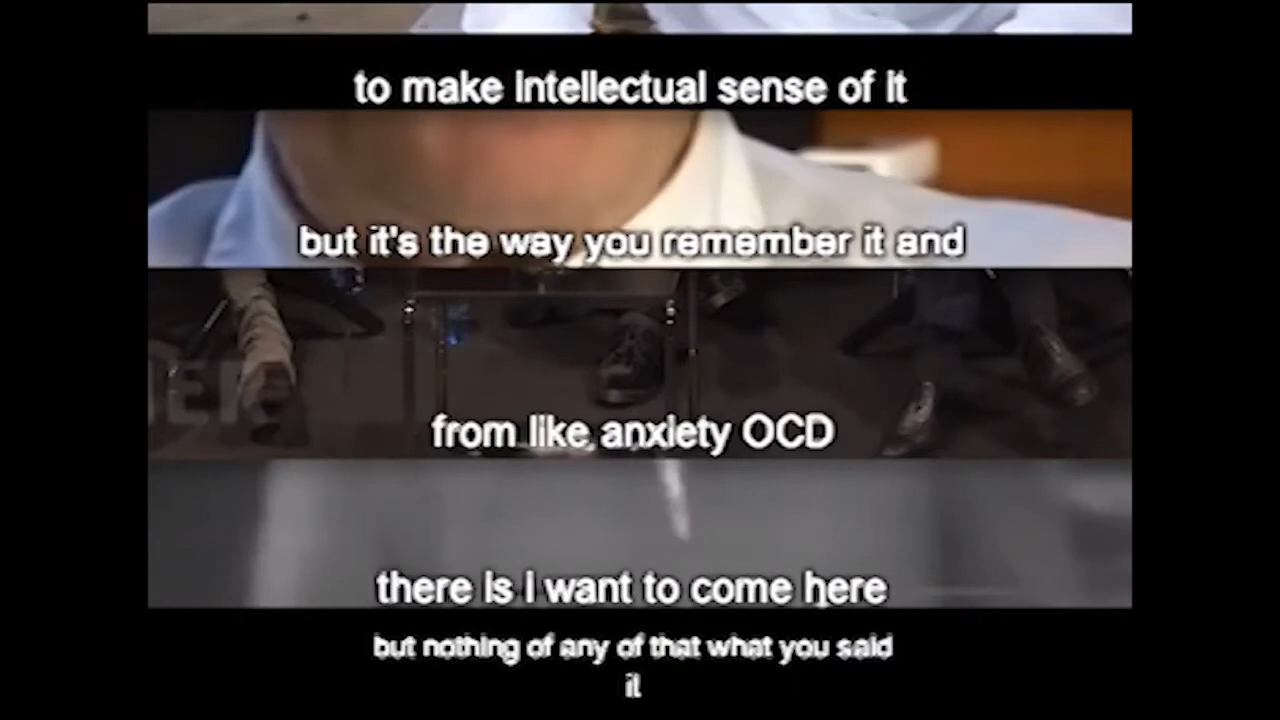 to make intellectual sense of it
but it's the way you remember it and
from like anxiety OCD
there is I want to come here
but nothing of any of that what you said
it